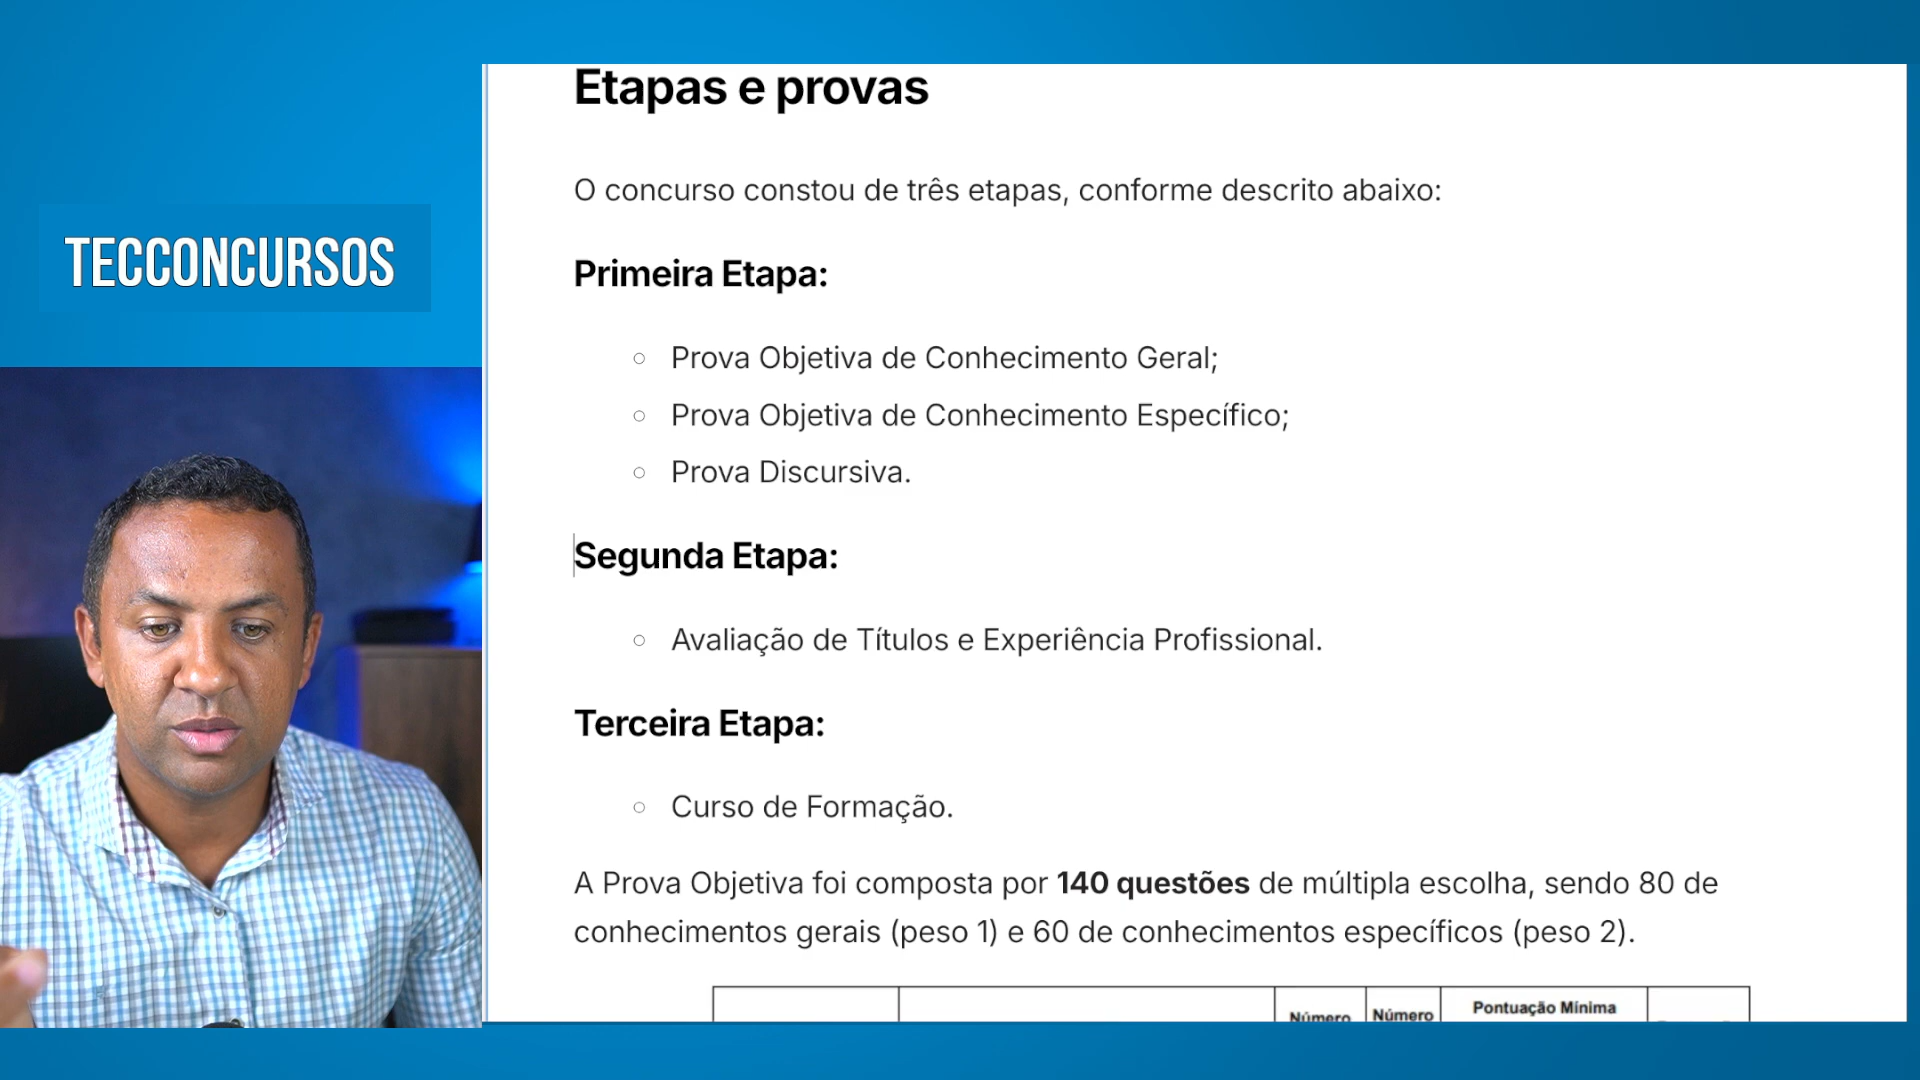 TECCONCURSOS
Etapas e provas
O concurso constou de três etapas, conforme descrito abaixo:
Primeira Etapa:
Prova Objetiva de Conhecimento Geral;
Prova Objetiva de Conhecimento Específico;
Prova Discursiva.
Segunda Etapa:
Avaliação de Títulos e Experiência Profissional.
Terceira Etapa:
Curso de Formação.
A Prova Objetiva foi composta por 140 questões de múltipla escolha, sendo 80 de
conhecimentos gerais (peso 1) e 60 de conhecimentos específicos (peso 2).
Número Número Pontuação Mínima